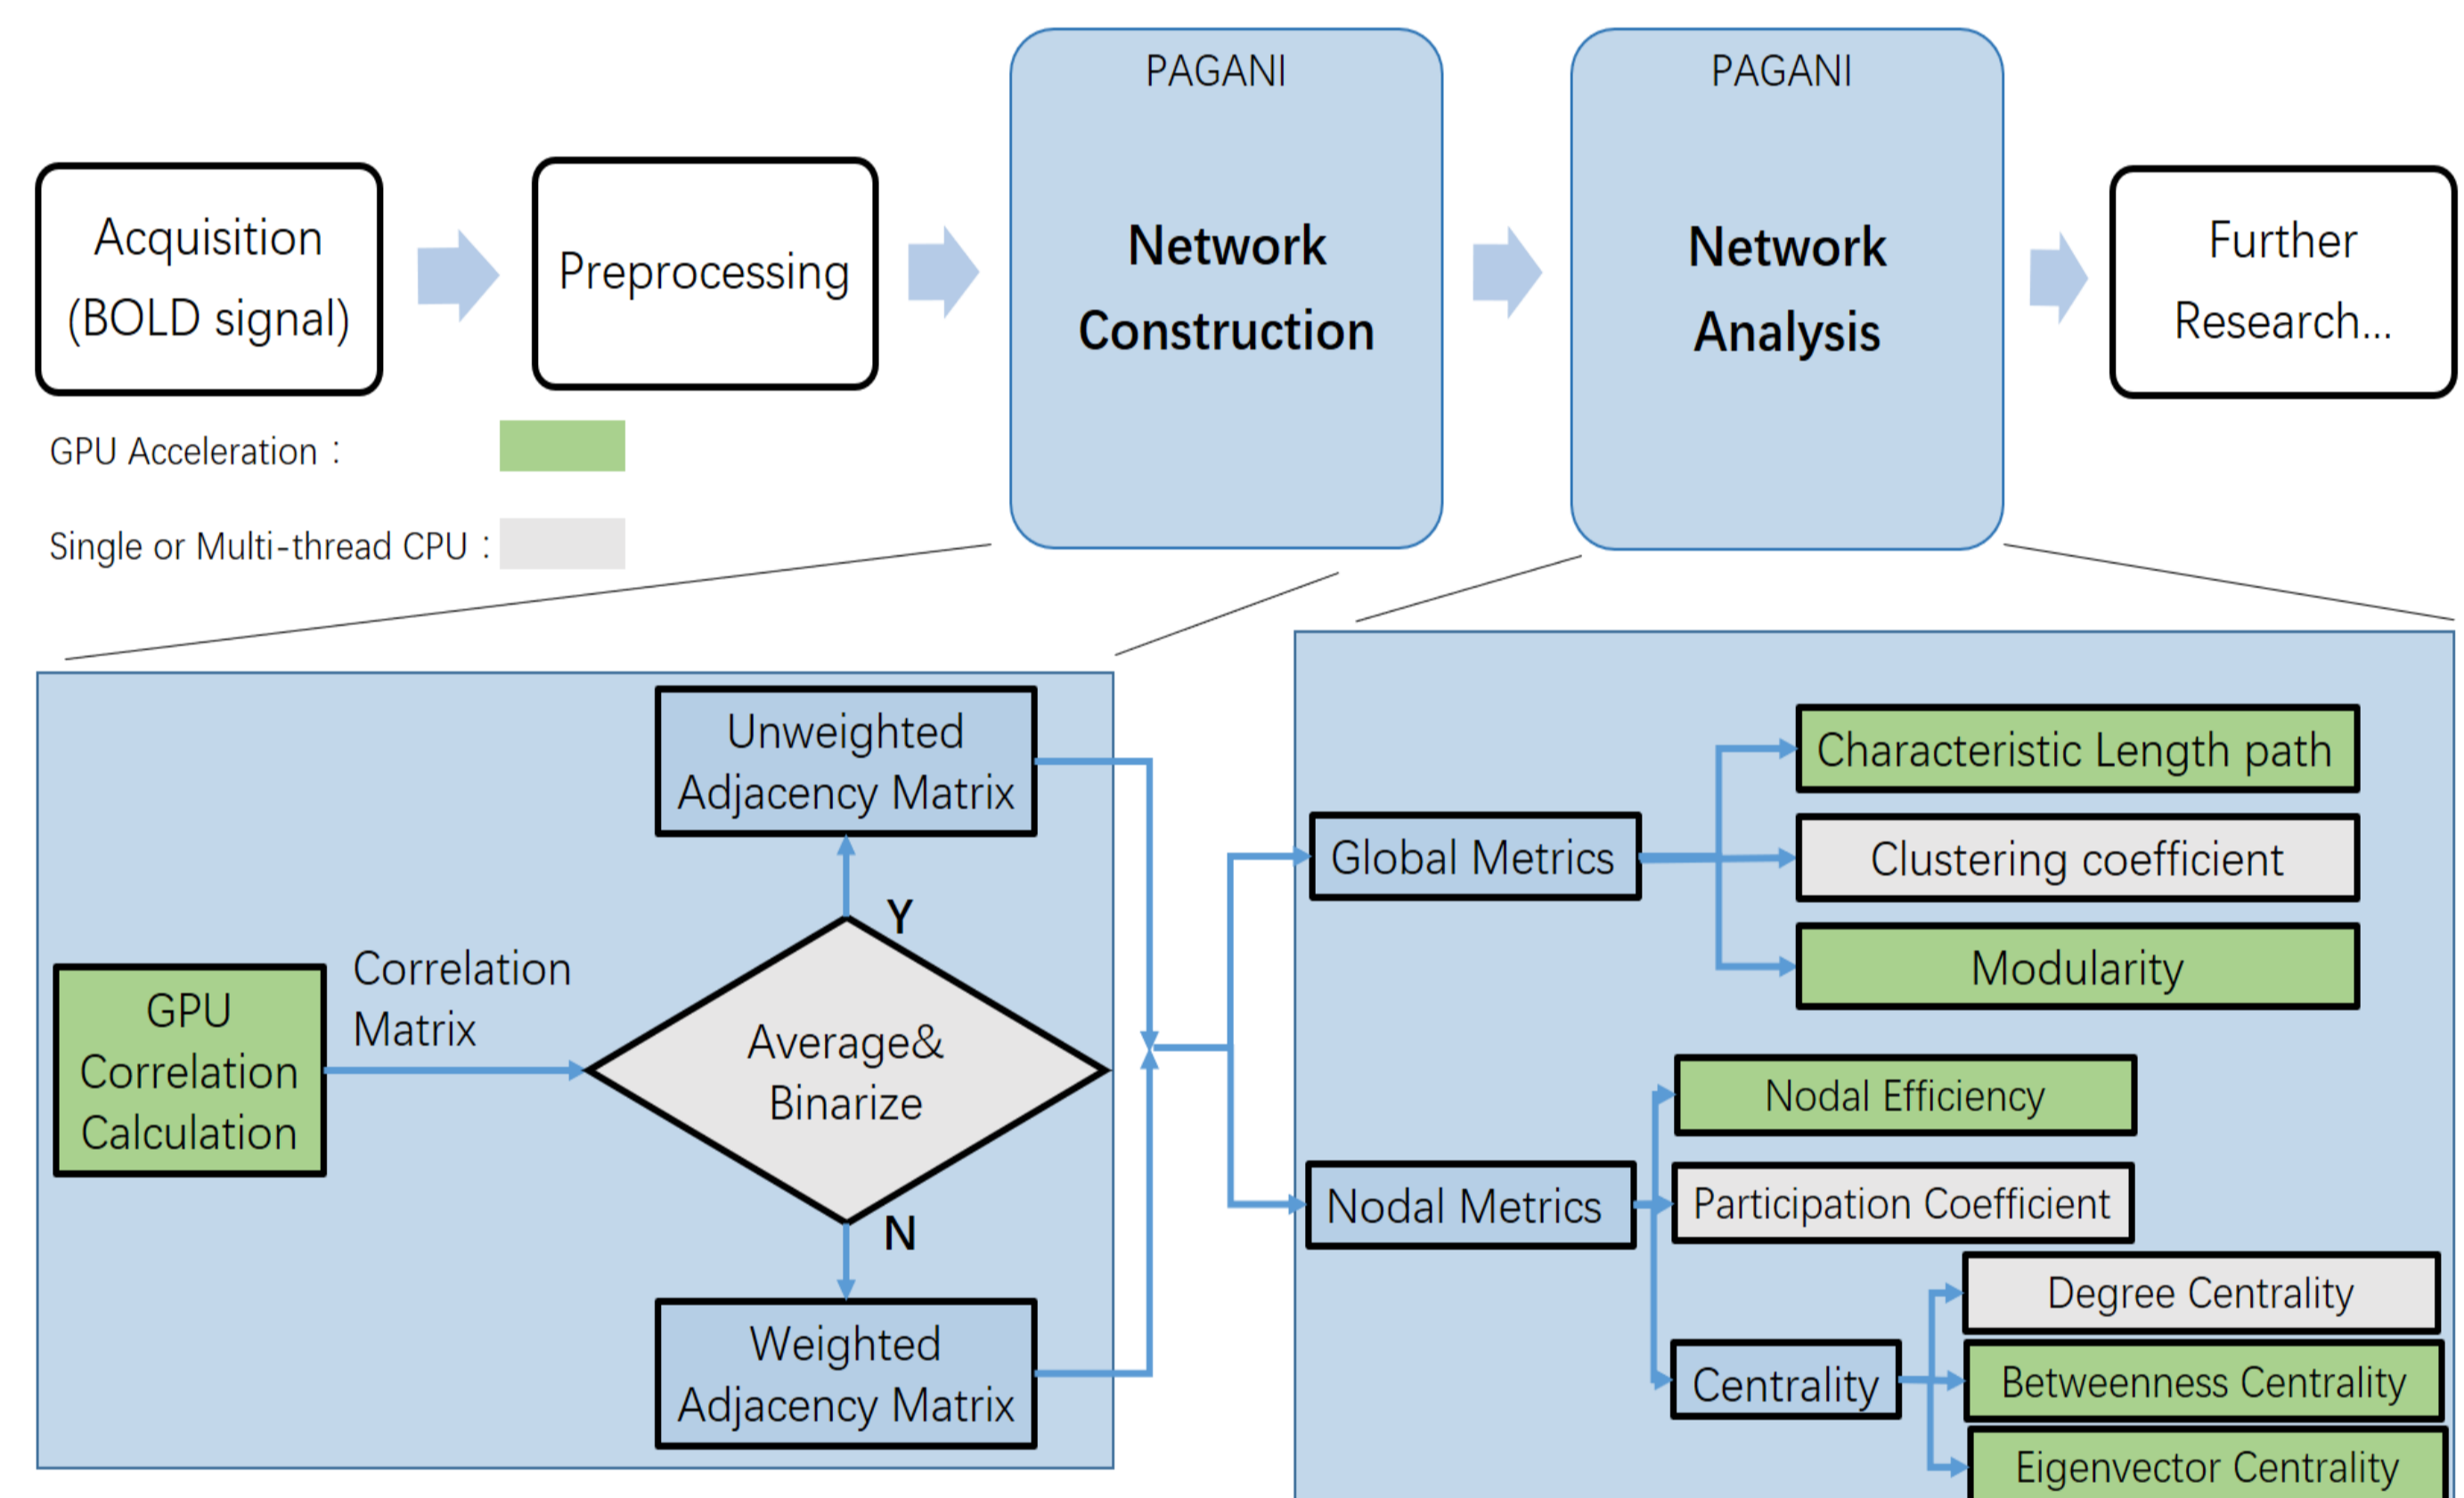 PAGANI
PAGANI
Acquisition
(BOLD signal)
Preprocessing
Network
Construction
Network
Analysis
Further
Research...
GPU Acceleration：
Single or Multi-thread CPU：
Unweighted
Adjacency Matrix
Y
GPU
Correlation
Calculation
Correlation
Matrix
Average&
Binarize
N
Weighted
Adjacency Matrix
Global Metrics
Characteristic Length path
Clustering coefficient
Modularity
Nodal Metrics
Nodal Efficiency
Participation Coefficient
Centrality
Degree Centrality
Betweenness Centrality
Eigenvector Centrality